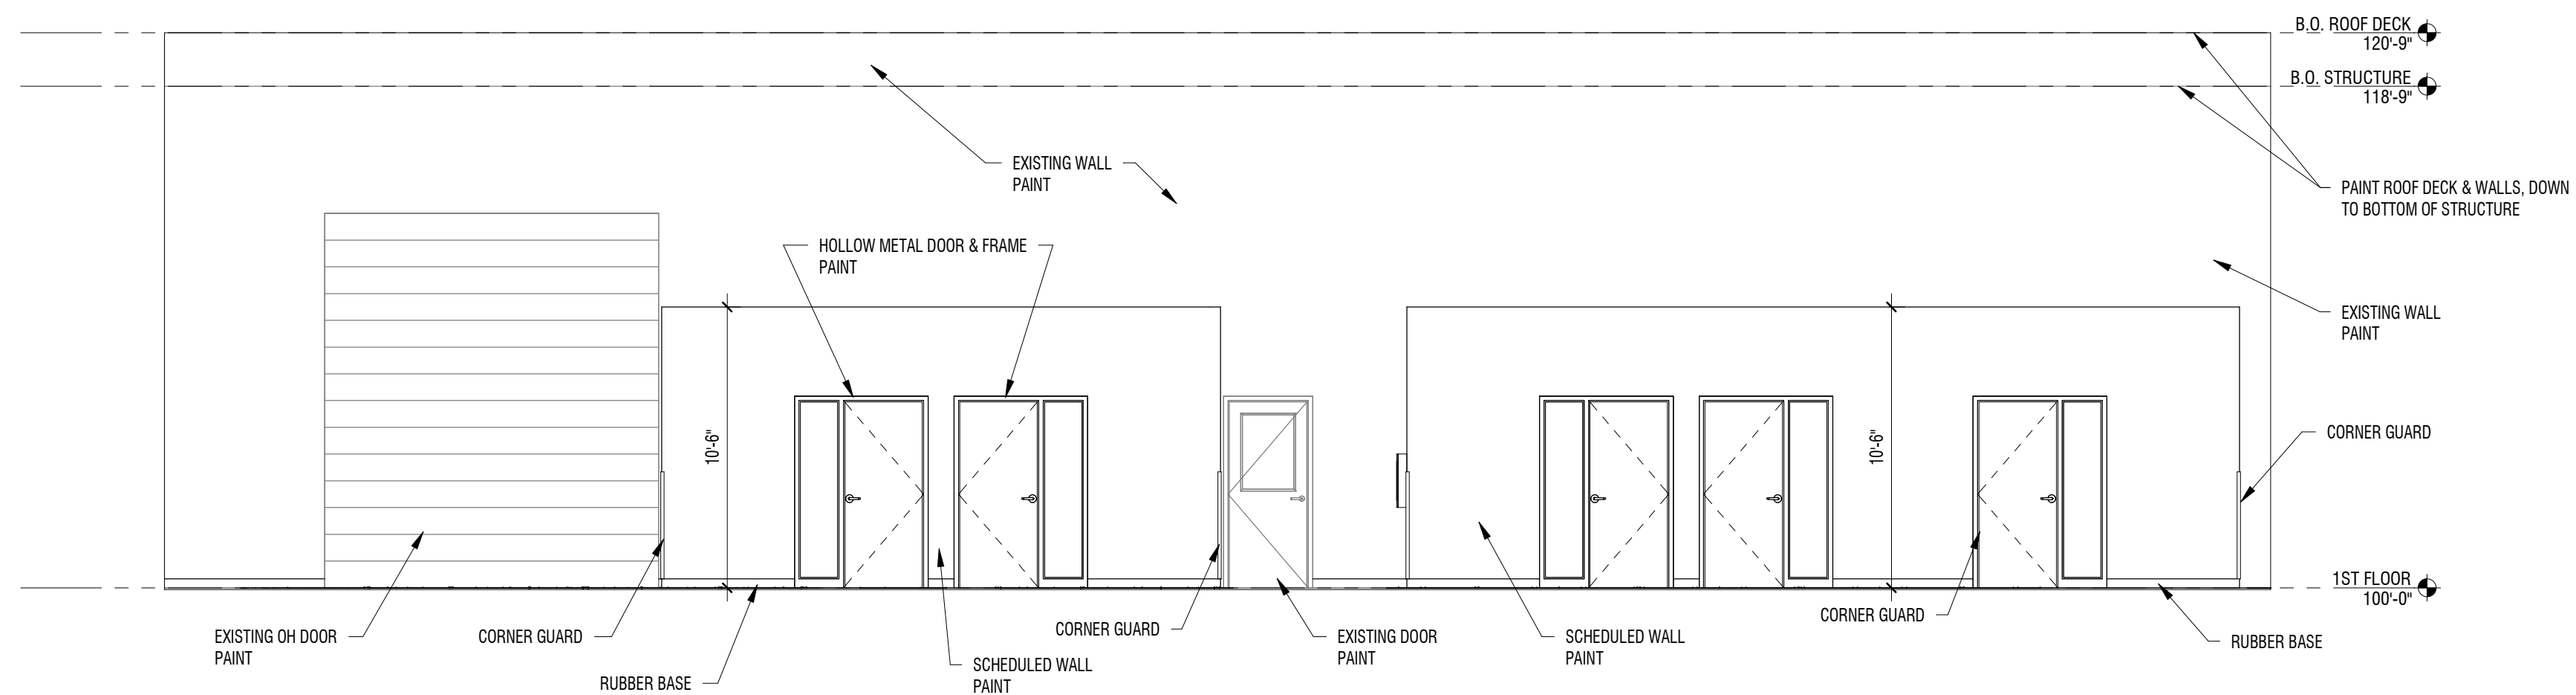 B.O. ROOF DECK
120'-9"
B.O. STRUCTURE
118'-9"
EXISTING WALL
PAINT
PAINT ROOF DECK & WALLS, DOWN
TO BOTTOM OF STRUCTURE
HOLLOW METAL DOOR & FRAME
PAINT
EXISTING WALL
PAINT
10'-6"
10'-6"
CORNER GUARD
1ST FLOOR
100'-0"
EXISTING OH DOOR
PAINT
CORNER GUARD
RUBBER BASE
SCHEDULED WALL
PAINT
CORNER GUARD
EXISTING DOOR
PAINT
SCHEDULED WALL
PAINT
CORNER GUARD
RUBBER BASE